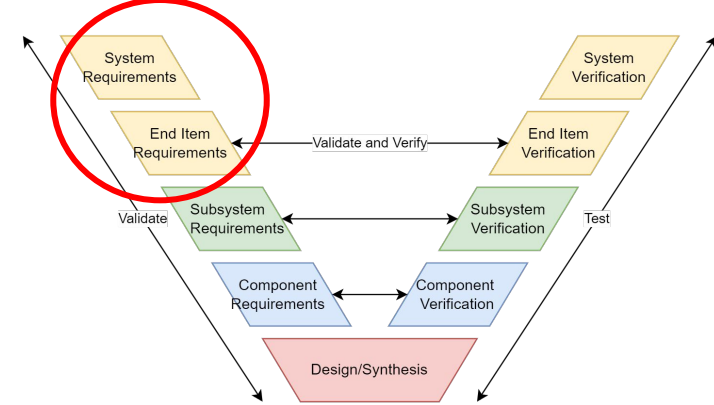 System
Requirements
System
Verification
End Item
Requirements
Validate and Verify
End Item
Verification
Validate
Subsystem
Requirements
Subsystem
Verification
Test
Component
Requirements
Component
Verification
Design/Synthesis